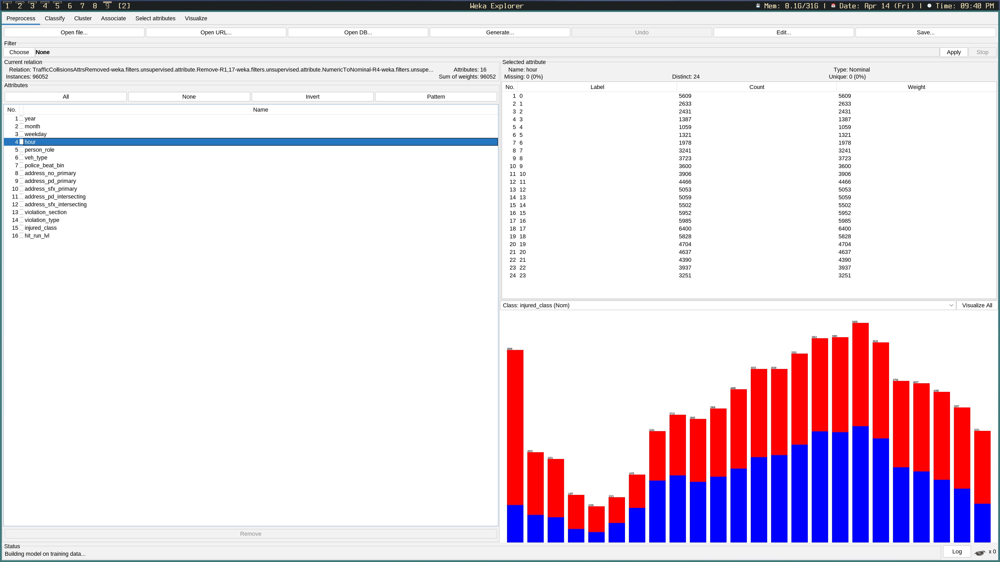 1 2 3 4 5 6 7 8 9 [2] Weka Explorer Mem: 8.1G/31G | Date: Apr 14 (Fri) | Time: 09:40 PM
Preprocess Classify Cluster Associate Select attributes Visualize
Open file... Open URL... Open DB... Generate... Undo Edit... Save...
Filter
Choose None Apply Stop
Current relation
Relation: TrafficCollisionsAttrsRemoved-weka.filters.unsupervised.attribute.Remove-R1,17-weka.filters.unsupervised.attribute.NumericToNominal-R4-weka.filters.unsupe... Attributes: 16
Instances: 96052 Sum of weights: 96052
Attributes
All None Invert Pattern
No. Name
1 year
2 month
3 weekday
4 hour
5 person_role
6 veh_type
7 police_beat_bin
8 address_no_primary
9 address_pd_primary
10 address_sfx_primary
11 address_pd_intersecting
12 address_sfx_intersecting
13 violation_section
14 violation_type
15 injured_class
16 hit_run_lvl
Remove
Selected attribute
Name: hour Type: Nominal
Missing: 0 (0%) Distinct: 24 Unique: 0 (0%)
No. Label Count Weight
1 0 5609 5609
2 1 2633 2633
3 2 2431 2431
4 3 1387 1387
5 4 1059 1059
6 5 1321 1321
7 6 1978 1978
8 7 3241 3241
9 8 3723 3723
10 9 3600 3600
11 10 3906 3906
12 11 4466 4466
13 12 5053 5053
14 13 5059 5059
15 14 5502 5502
16 15 5952 5952
17 16 5985 5985
18 17 6400 6400
19 18 5828 5828
20 19 4704 4704
21 20 4637 4637
22 21 4390 4390
23 22 3937 3937
24 23 3251 3251
Class: injured_class (Nom) Visualize All
5609 2633 2431 1387 1059 1321 1978 3241 3723 3600 3906 4466 5053 5059 5502 5952 5985 6400 5828 4704 4637 4390 3937 3251
Status
Building model on training data... Log x 0